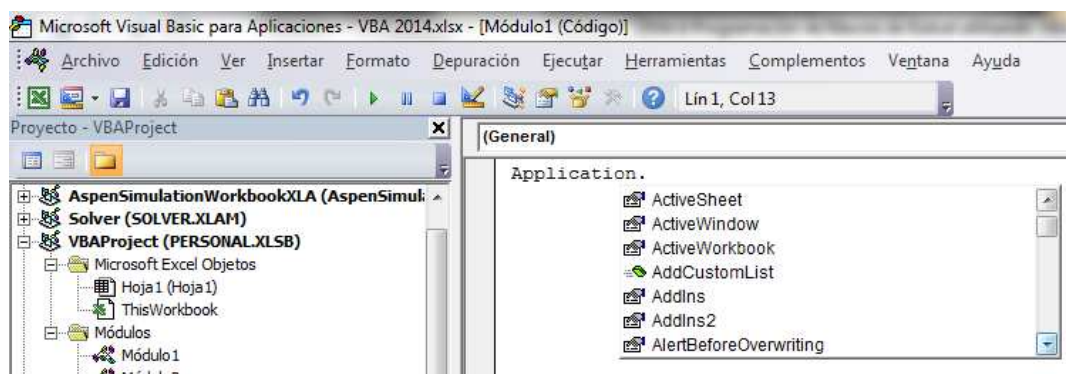 Microsoft Visual Basic para Aplicaciones - VBA 2014.xlsx - [Módulo1 (Código)]
Archivo Edición Ver Insertar Formato Depuración Ejecutar Herramientas Complementos Ventana Ayuda
Lín 1, Col 13
Proyecto - VBAProject
(General)
Application.
AspenSimulationWorkbookXLA (AspenSimul
Solver (SOLVER.XLAM)
VBAProject (PERSONAL.XLSB)
Microsoft Excel Objetos
Hoja1 (Hoja1)
ThisWorkbook
Módulos
Módulo1
ActiveSheet
ActiveWindow
ActiveWorkbook
AddCustomList
AddIns
AddIns2
AlertBeforeOverwriting